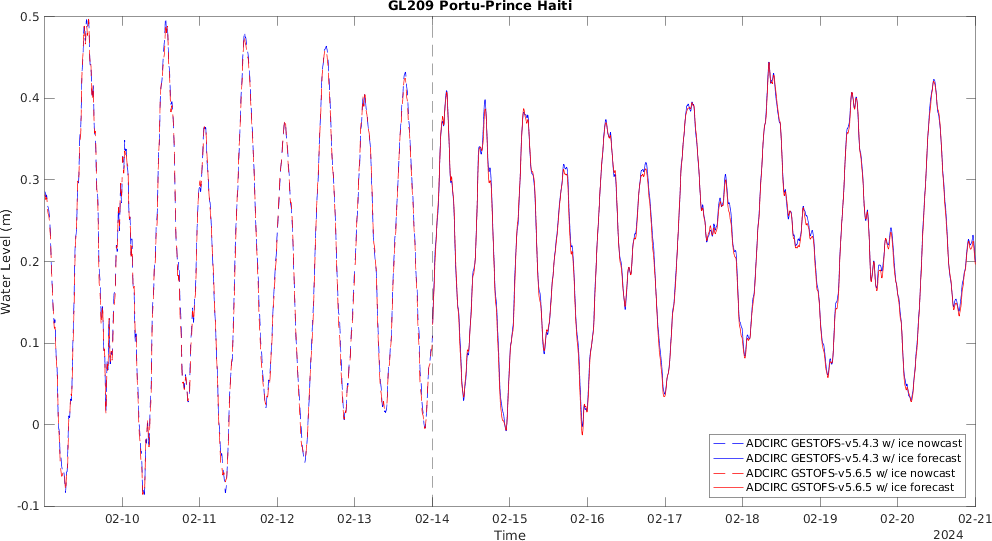 GL209 Portu-Prince Haiti
0.5
0.4
0.3
0.2
0.1
0
-0.1
Water Level (m)
02-10 02-11 02-12 02-13 02-14 02-15 02-16 02-17 02-18 02-19 02-20 02-21
Time
2024
ADCIRC GESTOFS-v5.4.3 w/ ice nowcast
ADCIRC GESTOFS-v5.4.3 w/ ice forecast
ADCIRC GSTOFS-v5.6.5 w/ ice nowcast
ADCIRC GSTOFS-v5.6.5 w/ ice forecast